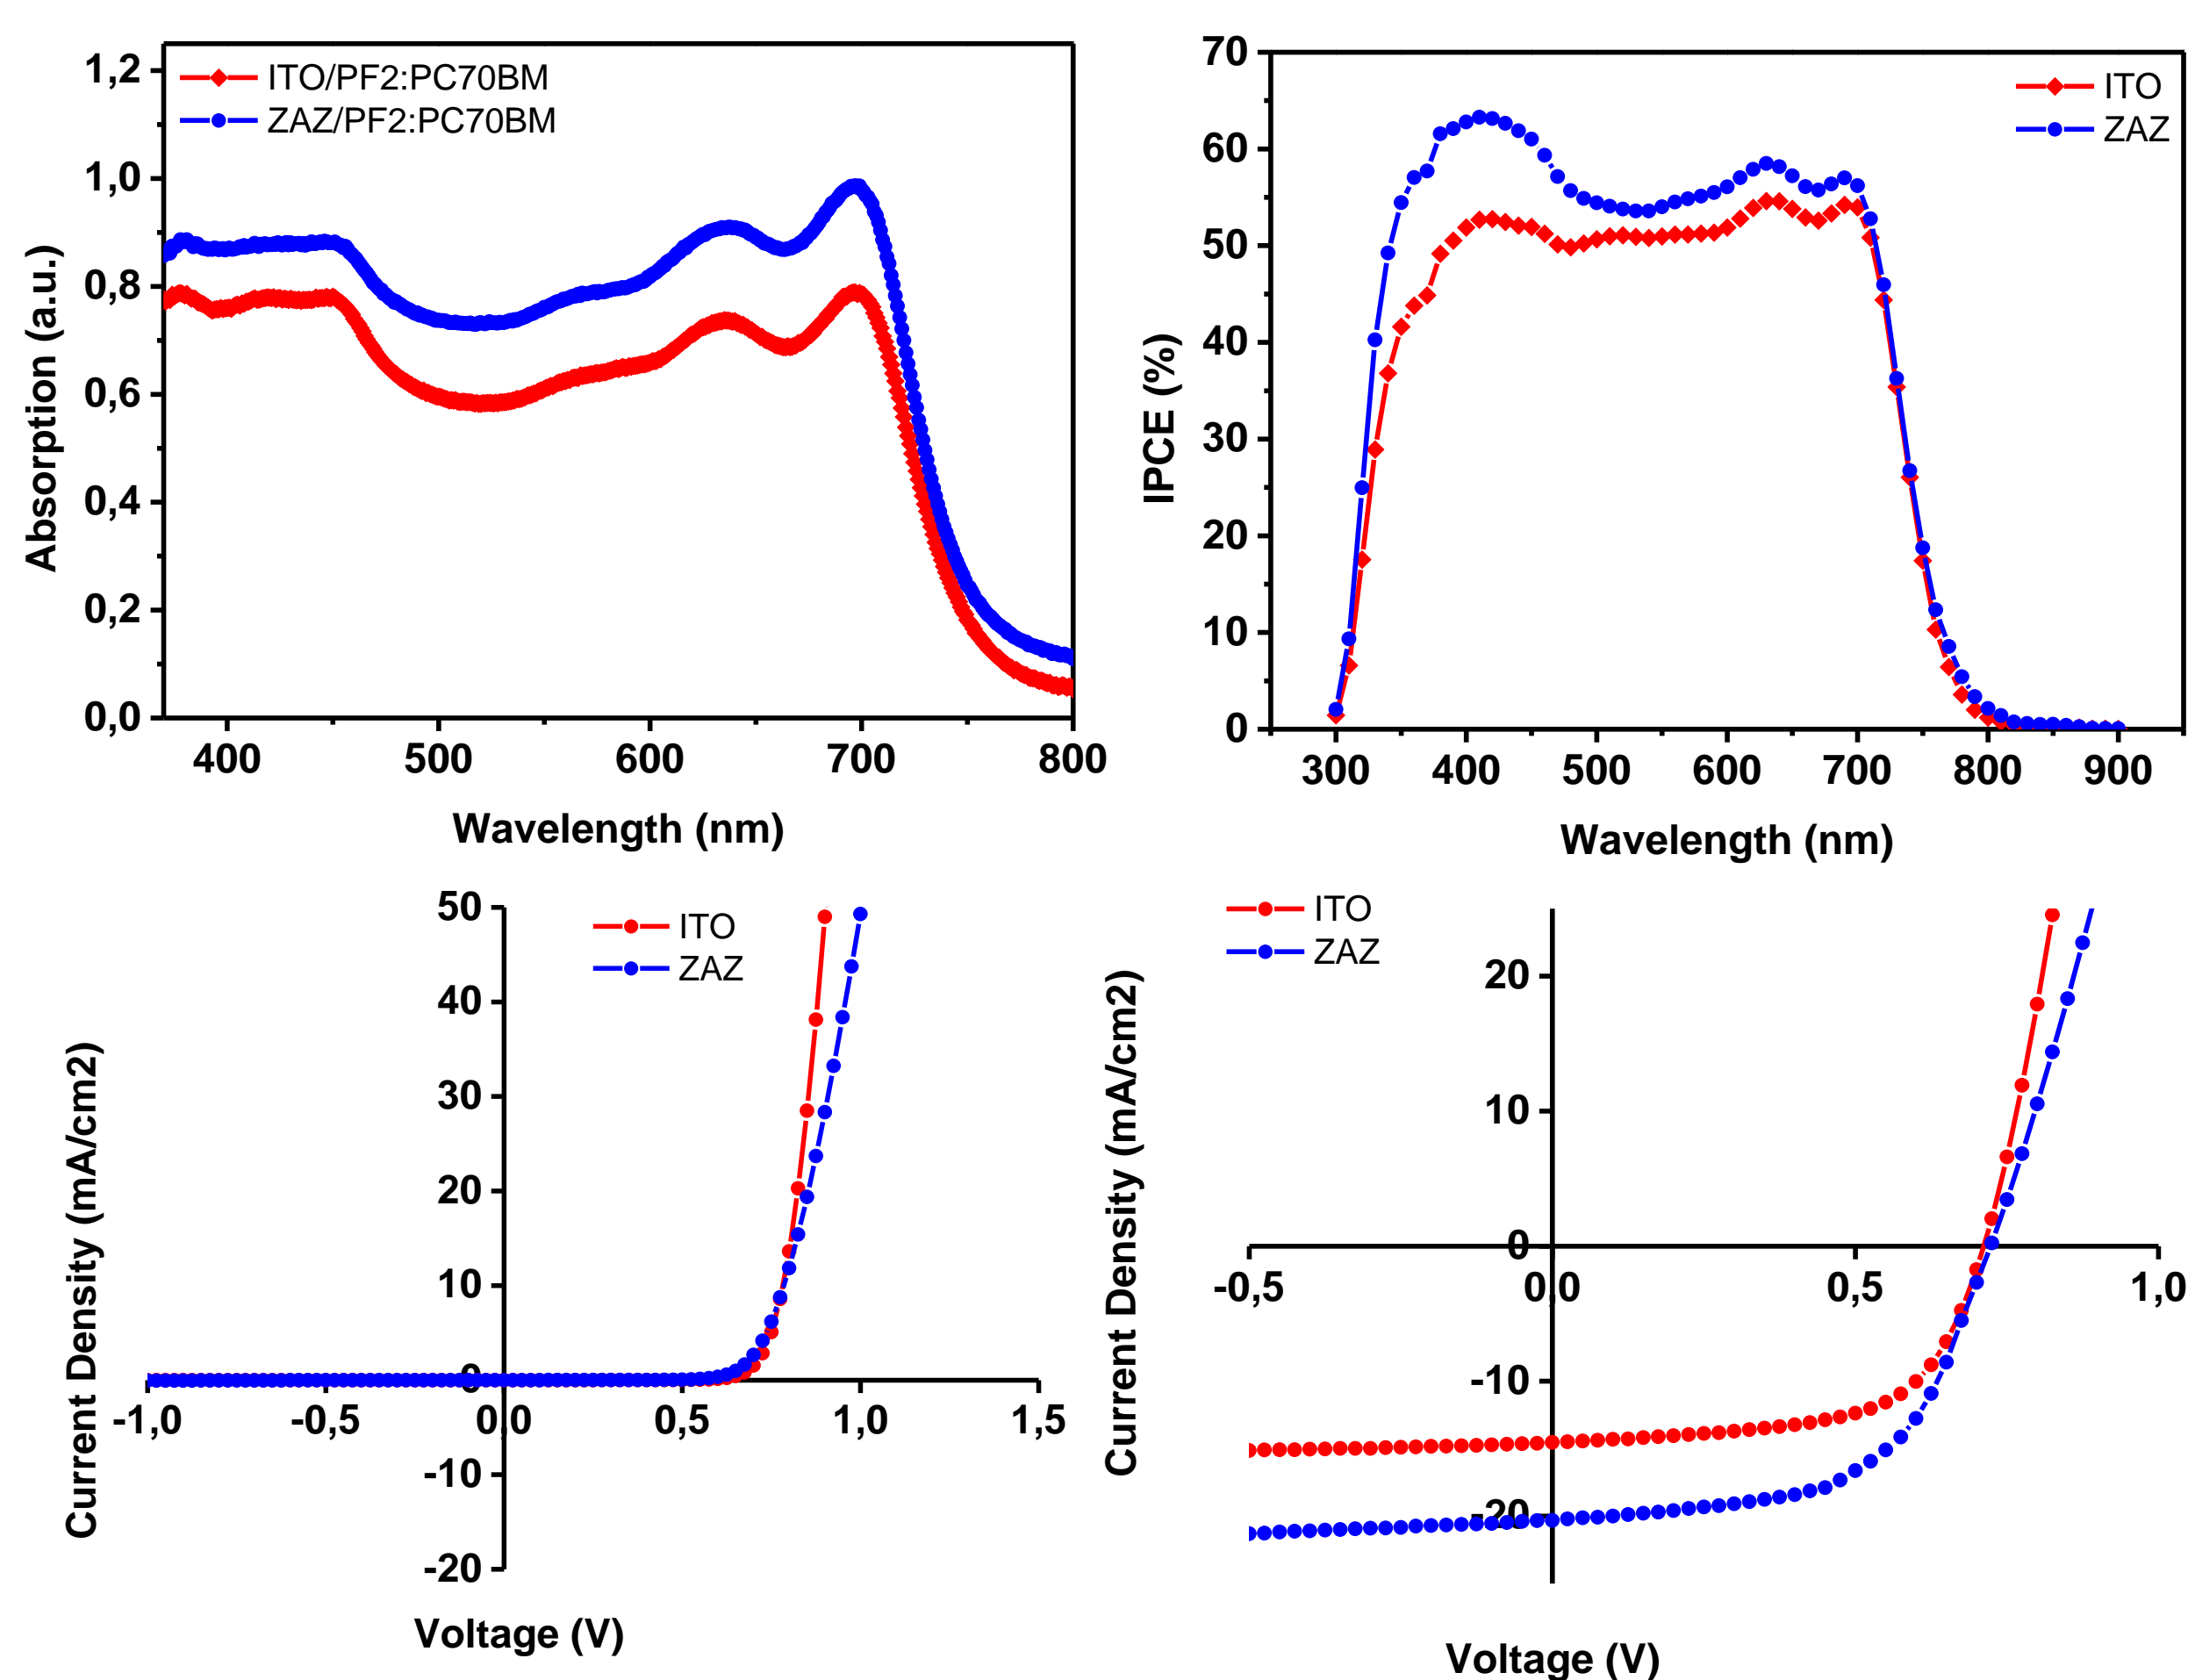 1,2
1,0
0,8
0,6
0,4
0,2
0,0
Absorption (a.u.)
ITO/PF2:PC70BM
ZAZ/PF2:PC70BM
400 500 600 700 800
Wavelength (nm)
70
60
50
40
30
20
10
0
IPCE (%)
ITO
ZAZ
300 400 500 600 700 800 900
Wavelength (nm)
50
40
30
20
10
0
-10
-20
Current Density (mA/cm2)
ITO
ZAZ
-1,0 -0,5 0,0 0,5 1,0 1,5
Voltage (V)
ITO
ZAZ
20
10
0
-10
-20
Current Density (mA/cm2)
-0,5 0,0 0,5 1,0
Voltage (V)